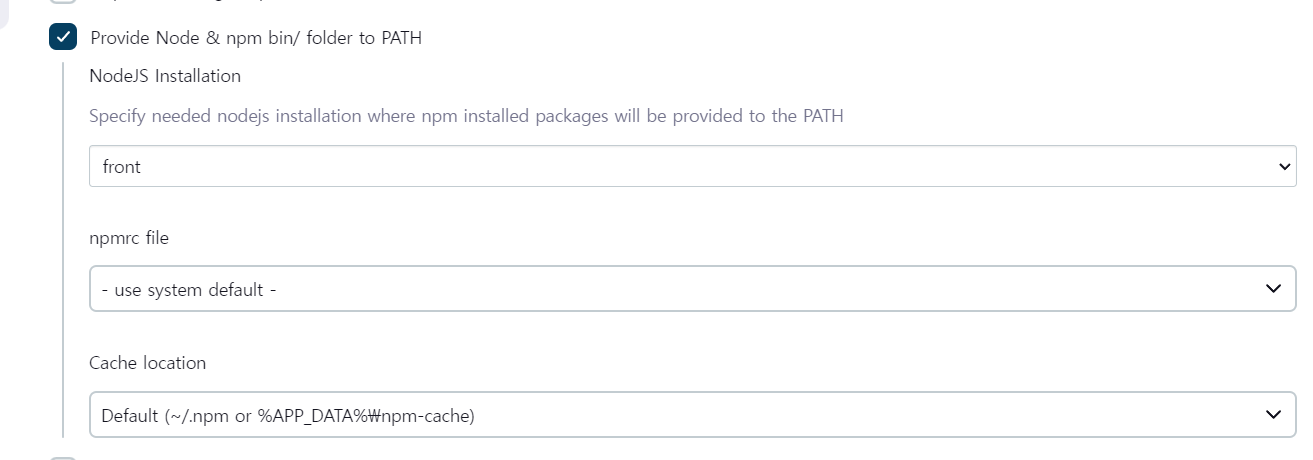 Provide Node & npm bin/ folder to PATH
NodeJS Installation
Specify needed nodejs installation where npm installed packages will be provided to the PATH
front
npmrc file
- use system default -
Cache location
Default (~/.npm or %APP_DATA%₩npm-cache)